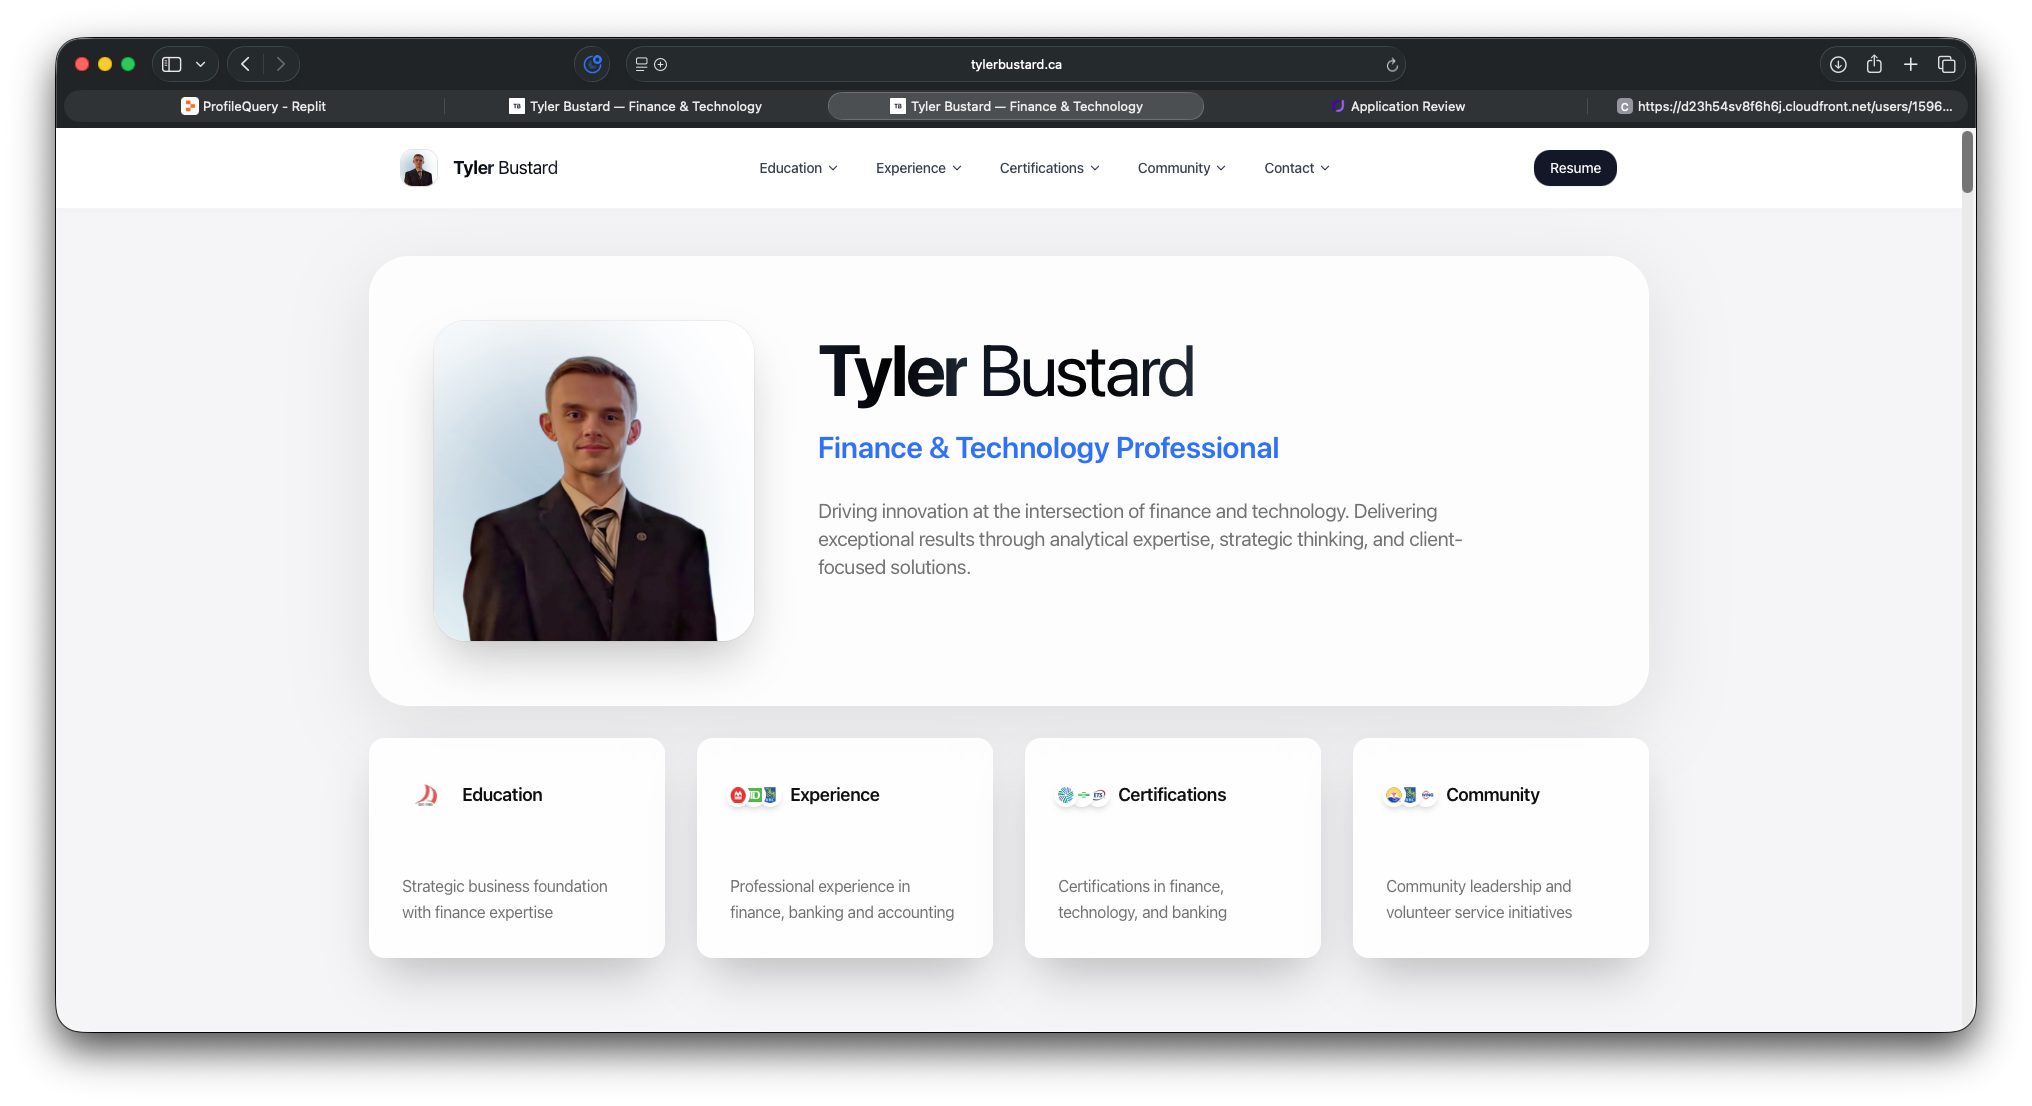 tylerbustard.ca
ProfileQuery - Replit
TB
Tyler Bustard — Finance & Technology
TB
Tyler Bustard — Finance & Technology
Application Review
C
https://d23h54sv8f6h6j.cloudfront.net/users/1596...
Tyler Bustard
Education
Experience
Certifications
Community
Contact
Resume
Tyler Bustard
Finance & Technology Professional
Driving innovation at the intersection of finance and technology. Delivering
exceptional results through analytical expertise, strategic thinking, and client-
focused solutions.
Education
Strategic business foundation
with finance expertise
TD
Experience
Professional experience in
finance, banking and accounting
ETS
Certifications
Certifications in finance,
technology, and banking
Community
Community leadership and
volunteer service initiatives